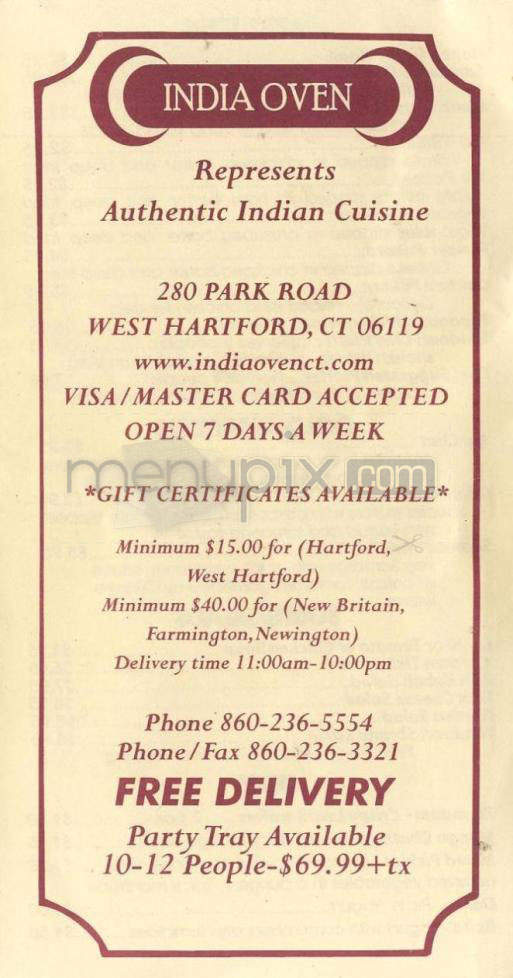 INDIA OVEN
Represents
Authentic Indian Cuisine
280 PARK ROAD
WEST HARTFORD, CT 06119
www.indiaovenct.com
VISA/MASTER CARD ACCEPTED
OPEN 7 DAYS A WEEK
menupix.com
*GIFT CERTIFICATES AVAILABLE*
Minimum $15.00 for (Hartford,
West Hartford)
Minimum $40.00 for (New Britain,
Farmington, Newington)
Delivery time 11:00am-10:00pm
Phone 860-236-5554
Phone/Fax 860-236-3321
FREE DELIVERY
Party Tray Available
10-12 People-$69.99+tx